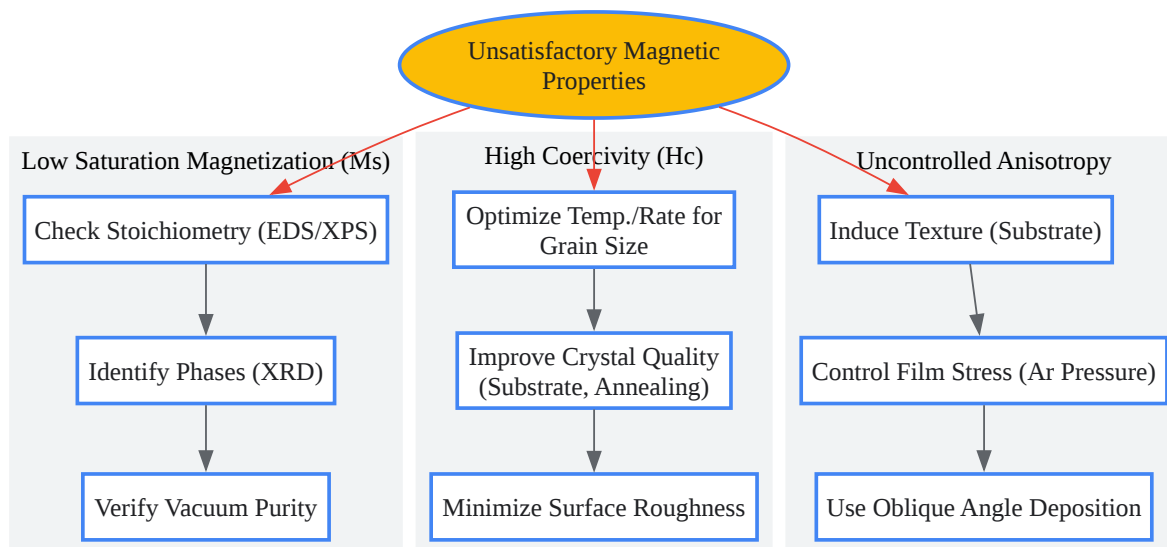 Unsatisfactory Magnetic
Properties
Low Saturation Magnetization (Ms)
Check Stoichiometry (EDS/XPS)
Identify Phases (XRD)
Verify Vacuum Purity
High Coercivity (Hc)
Optimize Temp./Rate for
Grain Size
Improve Crystal Quality
(Substrate, Annealing)
Minimize Surface Roughness
Uncontrolled Anisotropy
Induce Texture (Substrate)
Control Film Stress (Ar Pressure)
Use Oblique Angle Deposition